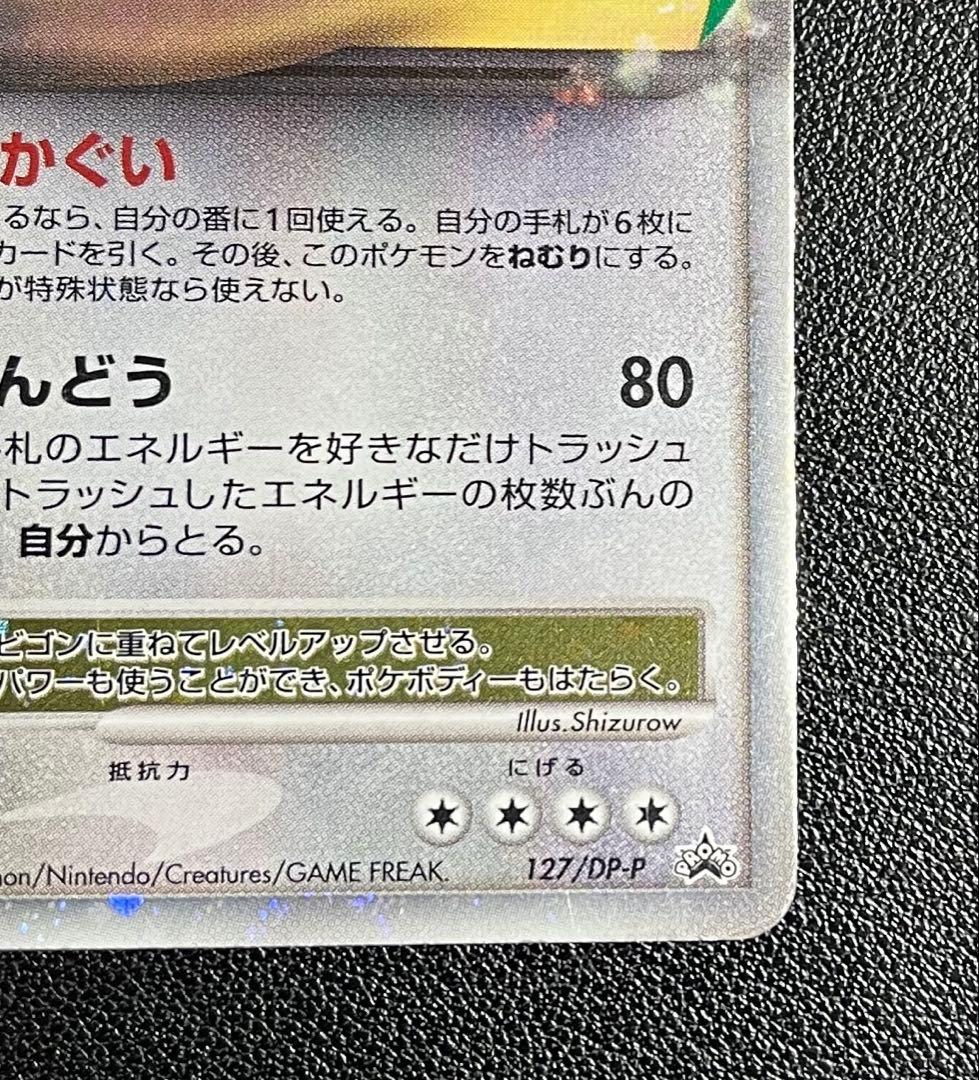 かぐい
るなら、自分の番に1回使える。自分の手札が6枚に
カードを引く。その後、このポケモンをねむりにする。
が特殊状態なら使えない。
んどう 80
札のエネルギーを好きなだけトラッシュ
トラッシュしたエネルギーの枚数ぶんの
自分からとる。
ビゴンに重ねてレベルアップさせる。
パワーも使うことができ、ポケボディーもはたらく。
Illus.Shizurow
抵抗力 にげる
mon/Nintendo/Creatures/GAME FREAK. 127/DP-P PROMO